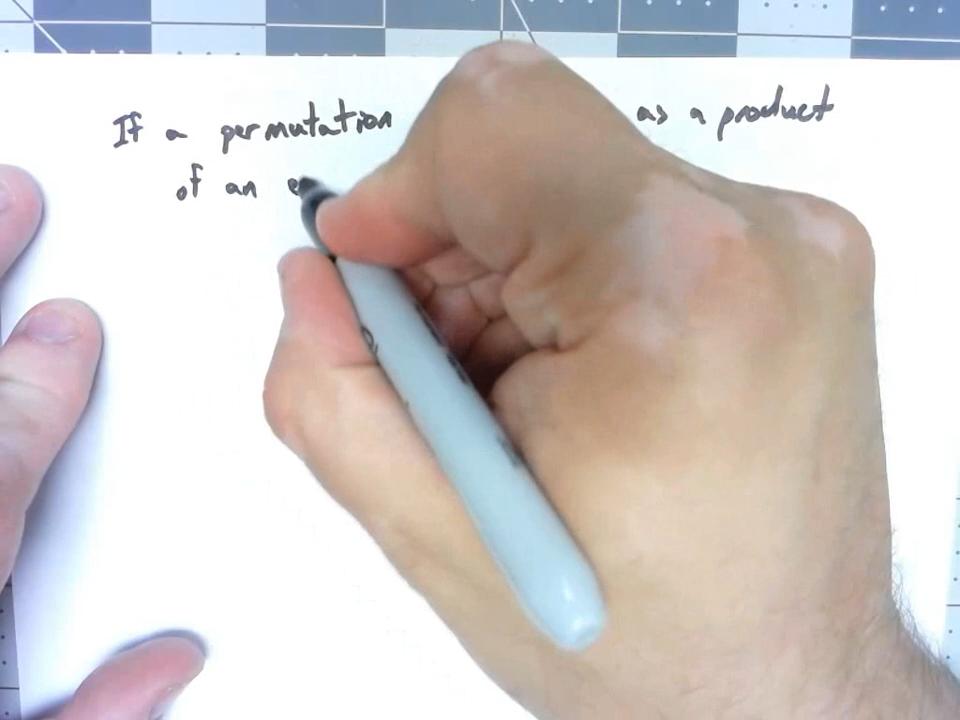 If a permutation as a product
of an e